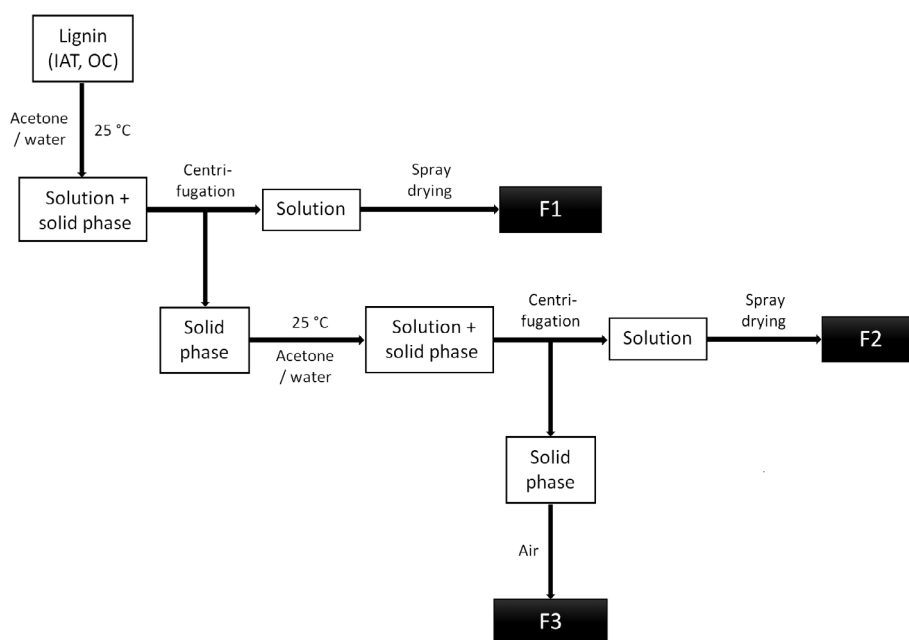 Lignin
(IAT, OC)
Acetone
/ water
25 °C
Solution +
solid phase
Centri-
fugation
Solution
Spray
drying
F1
Solid
phase
25 °C
Acetone
/ water
Solution +
solid phase
Centri-
fugation
Solution
Spray
drying
F2
Solid
phase
Air
F3